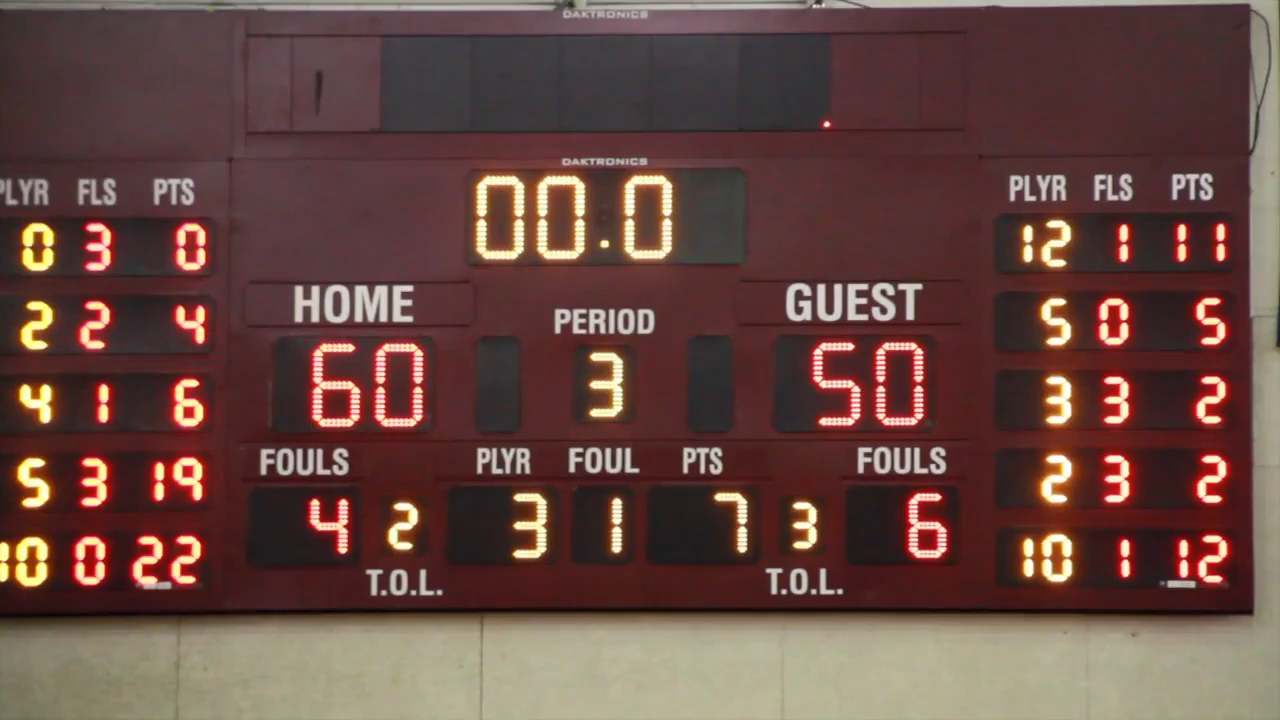 DAKTRONICS
DAKTRONICS
00.0
PLYR FLS PTS
0 3 0
2 2 4
4 1 6
5 3 19
10 0 22
HOME
60
PERIOD
3
GUEST
50
FOULS
4
2
T.O.L.
PLYR FOUL PTS
3 1 7
FOULS
6
3
T.O.L.
PLYR FLS PTS
12 1 11
5 0 5
3 3 2
2 3 2
10 1 12